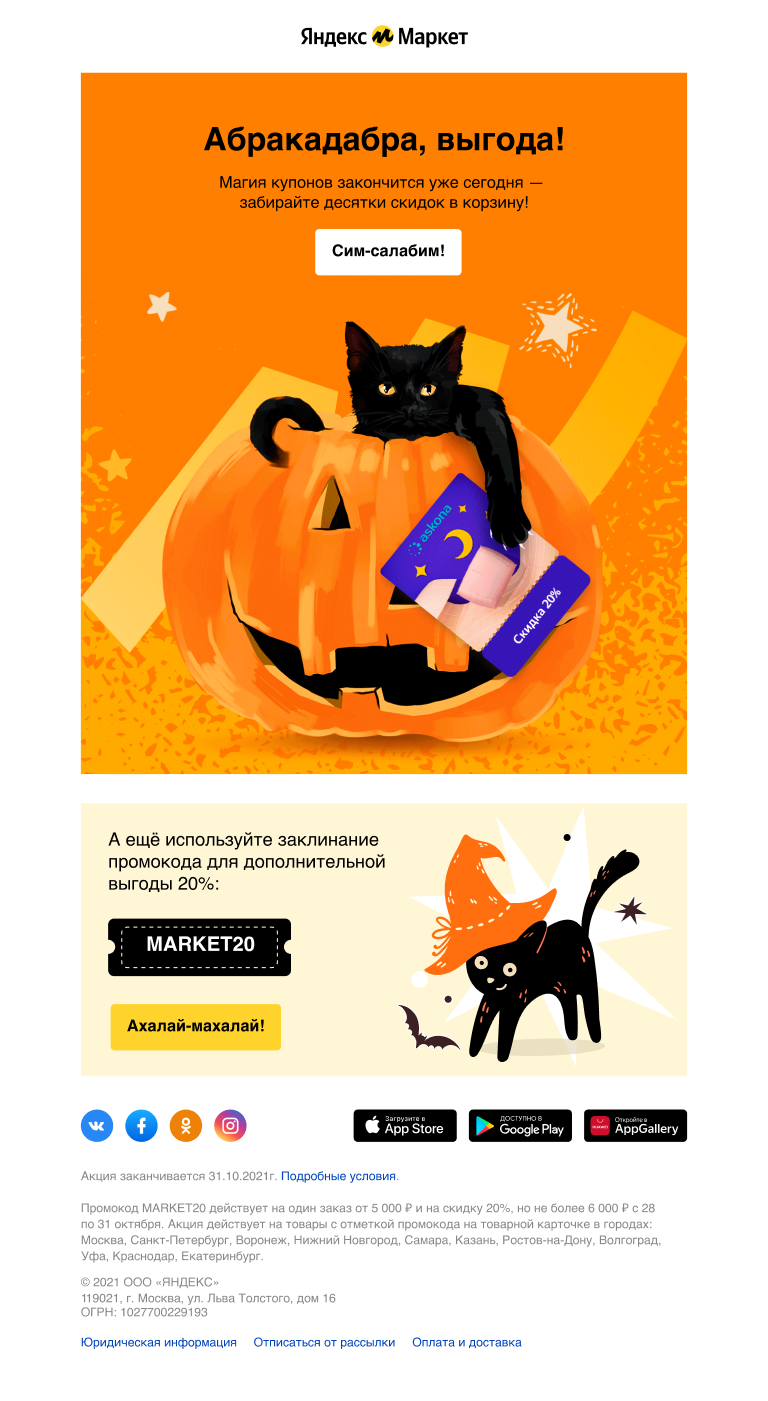 Яндекс Маркет
Абракадабра, выгода!
Магия купонов закончится уже сегодня —
забирайте десятки скидок в корзину!
Сим-салабим!
askona
Скидка 20%
А ещё используйте заклинание
промокода для дополнительной
выгоды 20%:
MARKET20
Ахалай-махалай!
Загрузите в
App Store
ДОСТУПНО В
Google Play
HUAWEI
Откройте в
AppGallery
Акция заканчивается 31.10.2021г. Подробные условия.
Промокод MARKET20 действует на один заказ от 5 000 ₽ и на скидку 20%, но не более 6 000 ₽ с 28
по 31 октября. Акция действует на товары с отметкой промокода на товарной карточке в городах:
Москва, Санкт-Петербург, Воронеж, Нижний Новгород, Самара, Казань, Ростов-на-Дону, Волгоград,
Уфа, Краснодар, Екатеринбург.
© 2021 ООО «ЯНДЕКС»
119021, г. Москва, ул. Льва Толстого, дом 16
ОГРН: 1027700229193
Юридическая информация Отписаться от рассылки Оплата и доставка